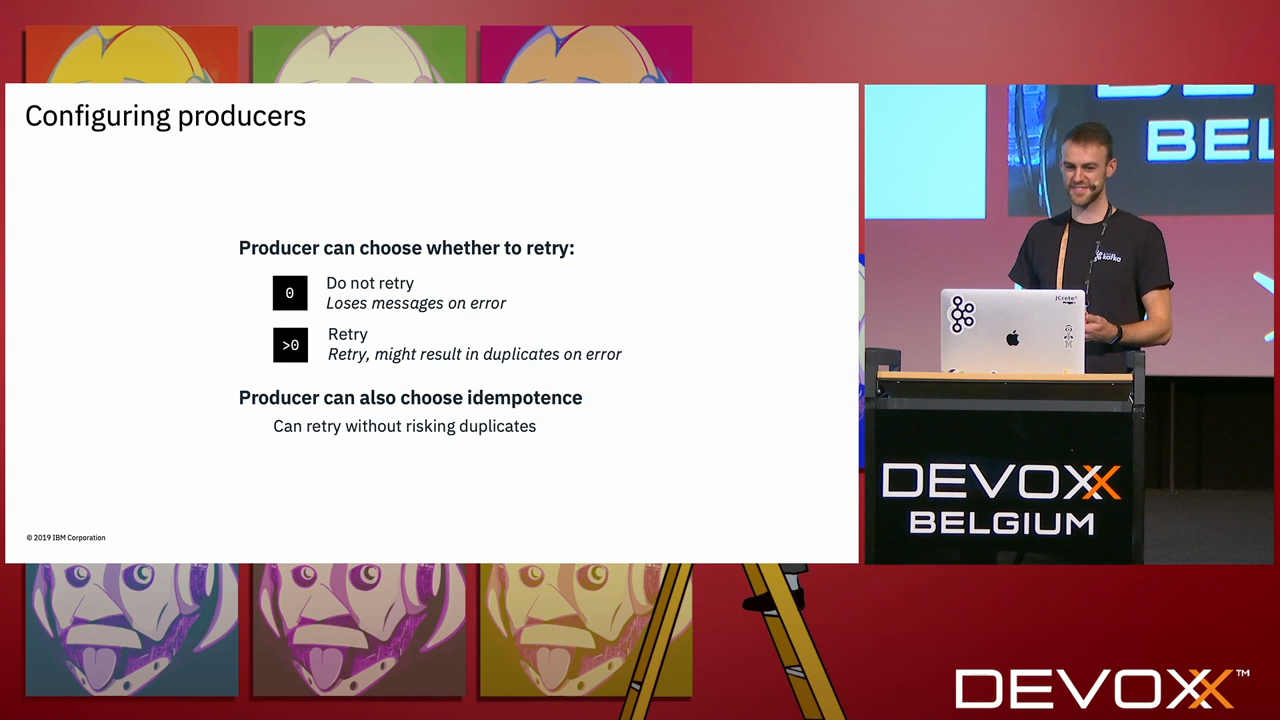 Configuring producers
Producer can choose whether to retry:
0
Do not retry
Loses messages on error
>0
Retry
Retry, might result in duplicates on error
Producer can also choose idempotence
Can retry without risking duplicates
© 2019 IBM Corporation
BEL
kafka
JCrete
DEVOXX
BELGIUM
DEVOXX™